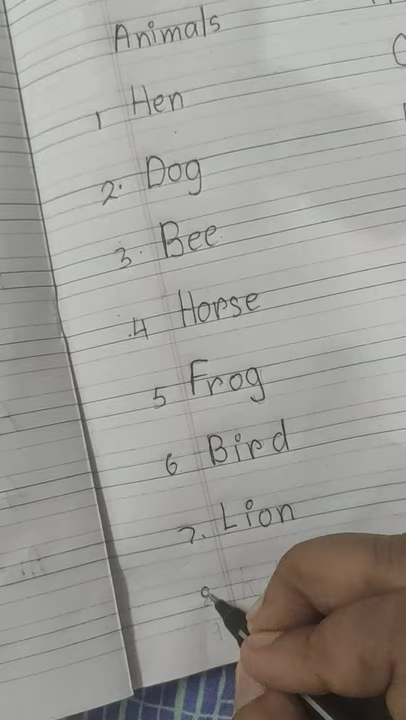 Animals
1 Hen
2. Dog
3. Bee
4 Horse
5 Frog
6 Bird
7. Lion